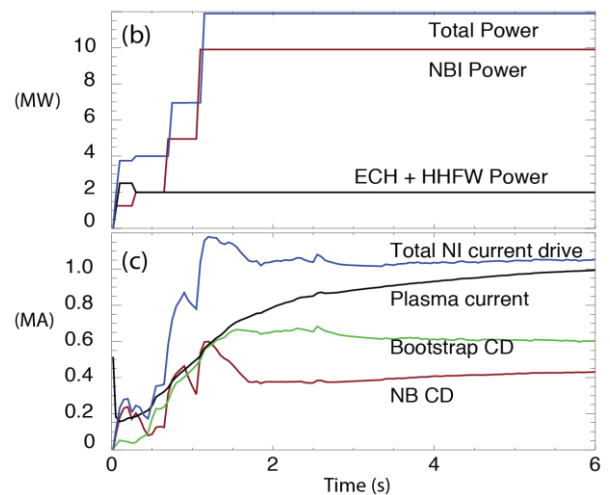 (b)
Total Power
10
NBI Power
8
(MW)
6
4
ECH + HHFW Power
2
0
(c)
Total NI current drive
1.0
Plasma current
0.8
(MA)
0.6
Bootstrap CD
0.4
NB CD
0.2
0
0 2 4 6
Time (s)